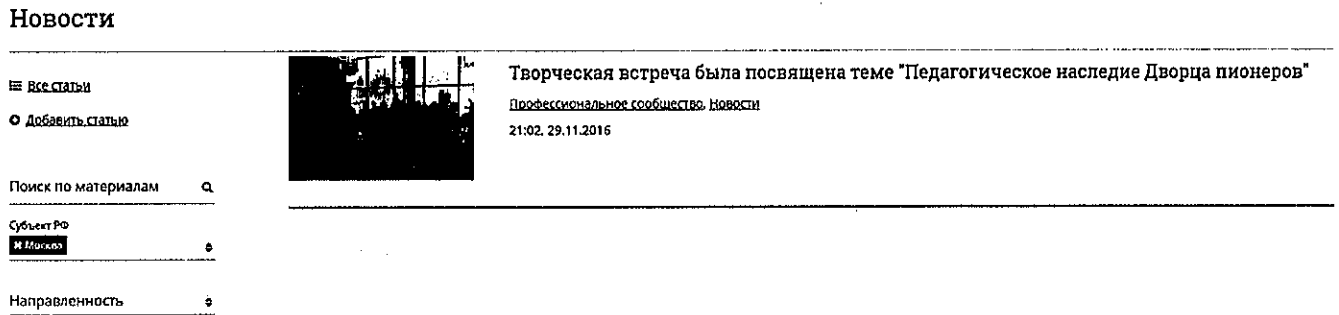 Новости
Все статьи
Добавить статью
Поиск по материалам
Субъект РФ
× Москва
Направленность
Творческая встреча была посвящена теме "Педагогическое наследие Дворца пионеров"
Профессиональное сообщество, Новости
21:02, 29.11.2016